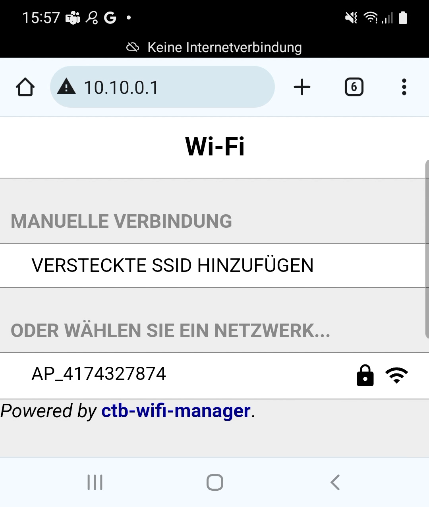 15:57 G •
Keine Internetverbindung
10.10.0.1 6
Wi-Fi
MANUELLE VERBINDUNG
VERSTECKTE SSID HINZUFÜGEN
ODER WÄHLEN SIE EIN NETZWERK...
AP_4174327874
Powered by ctb-wifi-manager.